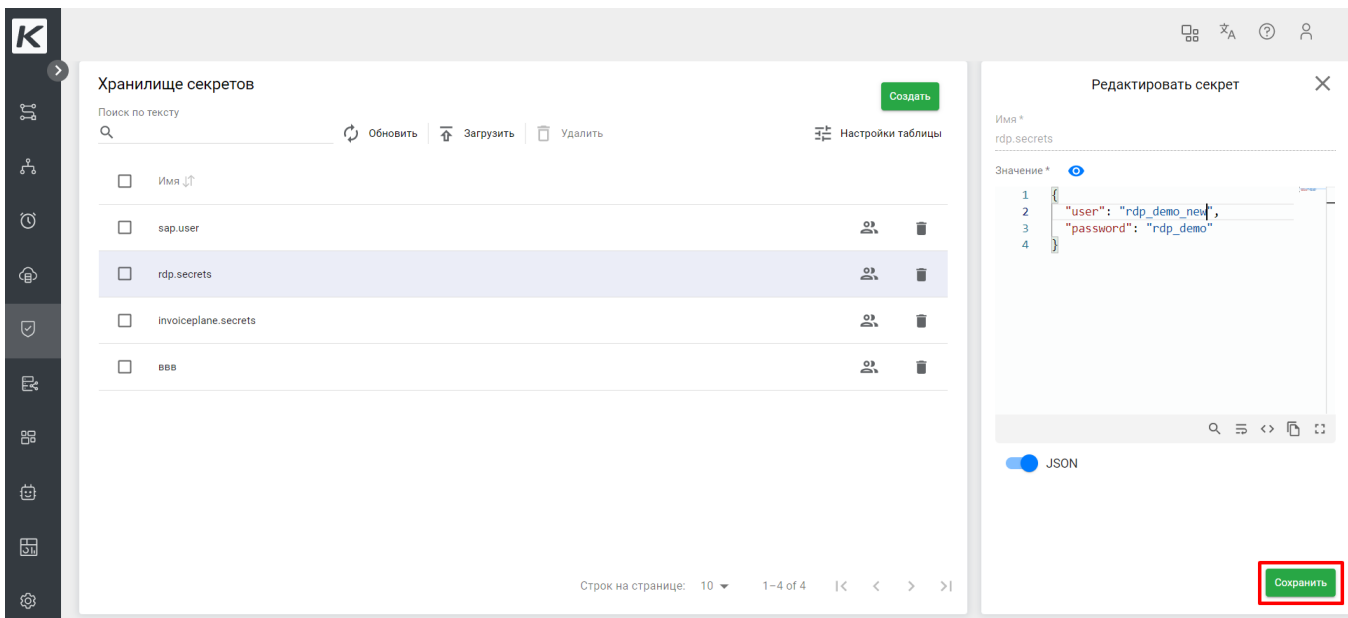 K
Хранилище секретов
Создать
Поиск по тексту
Обновить
Загрузить
Удалить
Настройки таблицы
Имя
sap.user
rdp.secrets
invoiceplane.secrets
ввв
Строк на странице: 10
1–4 of 4
Редактировать секрет
Имя *
rdp.secrets
Значение *
1 {
2 "user": "rdp_demo_new",
3 "password": "rdp_demo"
4 }
JSON
Сохранить